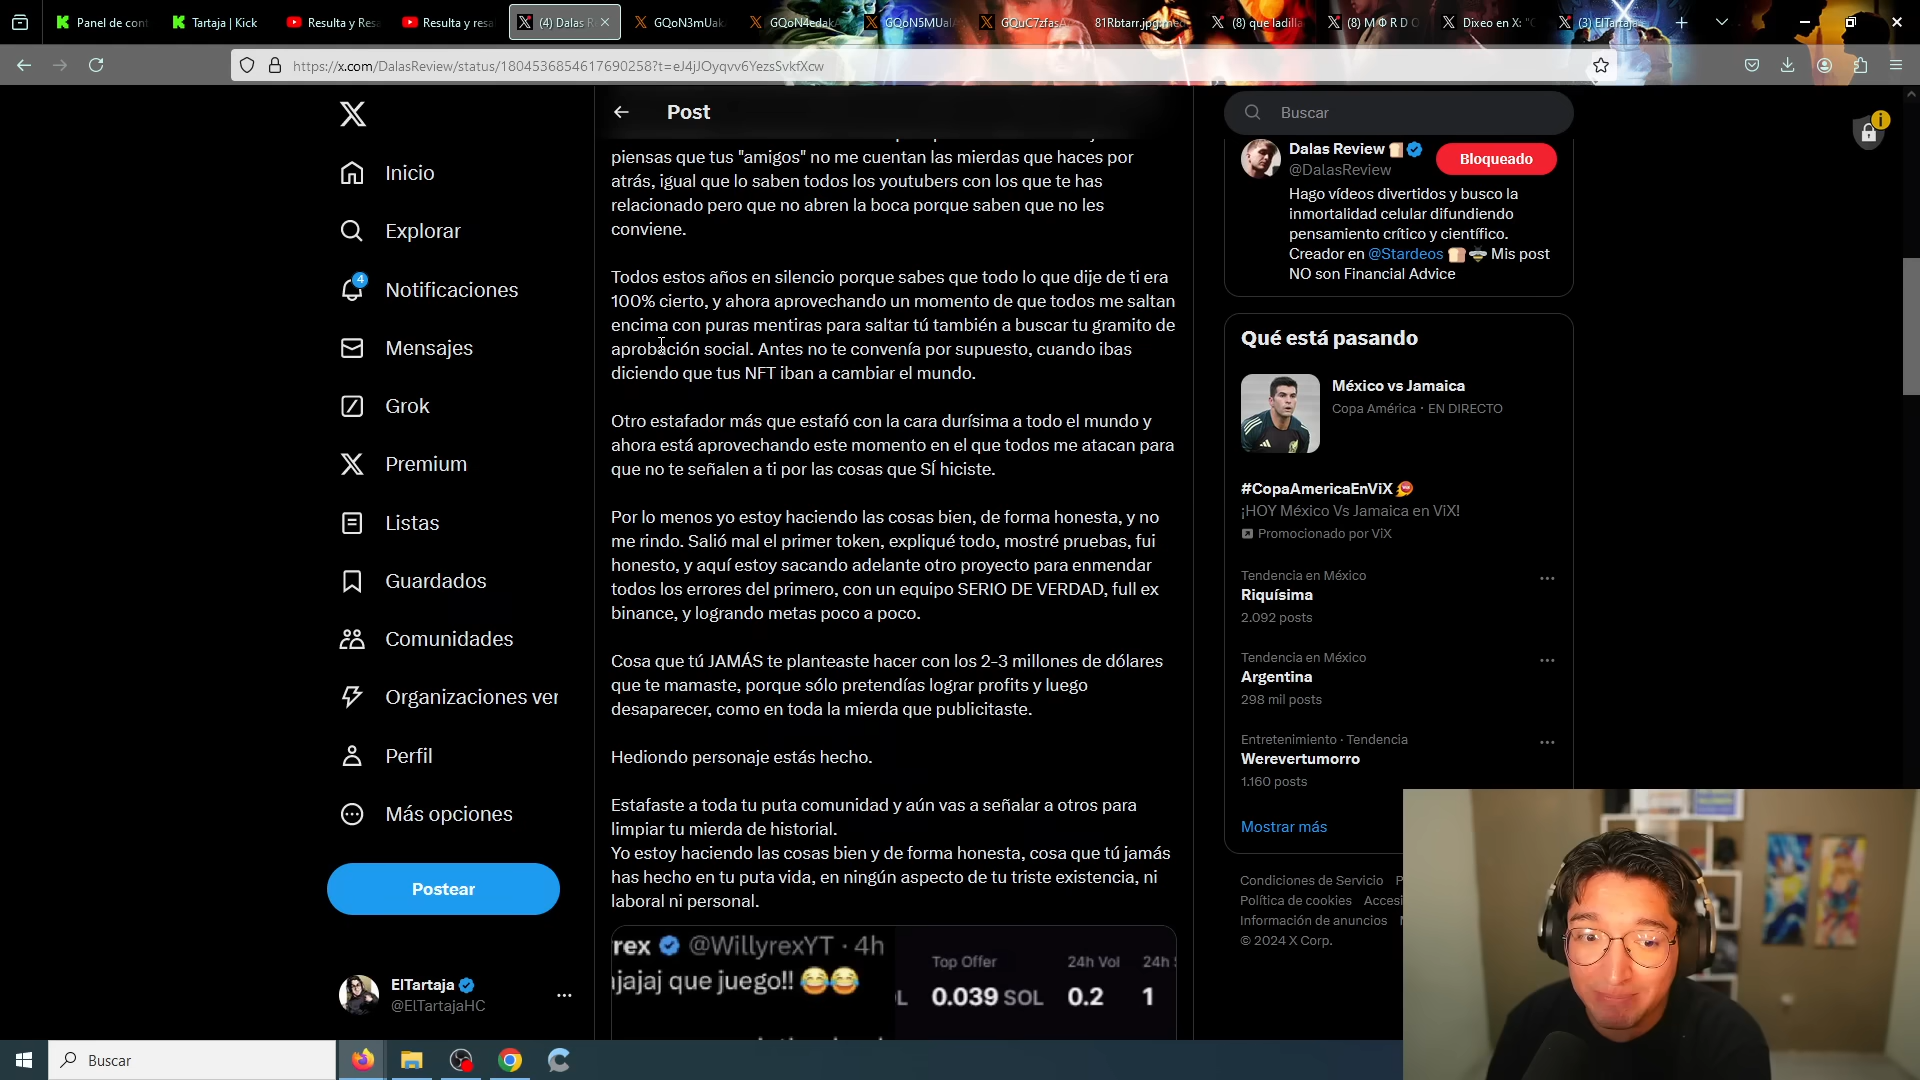 Panel de cont
Tartaja | Kick
Resulta y Resa
Resulta y resa
(4) Dalas R
GQoN3mUak
GQoN4edak
GQoN5MUaI
GQuC7zfas
81Rbtarr.jpg
(8) que ladilla
(8) M Φ R D O
Dixeo en X: "
(3) ElTartaja
https://x.com/DalasReview/status/1804536854617690258?t=eJ4jJOyqvv6YezsSvkfXcw
Inicio
Explorar
4
Notificaciones
Mensajes
Grok
Premium
Listas
Guardados
Comunidades
Organizaciones ver
Perfil
Más opciones
Postear
ElTartaja
@ElTartajaHC
Post
piensas que tus "amigos" no me cuentan las mierdas que haces por
atrás, igual que lo saben todos los youtubers con los que te has
relacionado pero que no abren la boca porque saben que no les
conviene.
Todos estos años en silencio porque sabes que todo lo que dije de ti era
100% cierto, y ahora aprovechando un momento de que todos me saltan
encima con puras mentiras para saltar tú también a buscar tu gramito de
aprobación social. Antes no te convenía por supuesto, cuando ibas
diciendo que tus NFT iban a cambiar el mundo.
Otro estafador más que estafó con la cara durísima a todo el mundo y
ahora está aprovechando este momento en el que todos me atacan para
que no te señalen a ti por las cosas que SÍ hiciste.
Por lo menos yo estoy haciendo las cosas bien, de forma honesta, y no
me rindo. Salió mal el primer token, expliqué todo, mostré pruebas, fui
honesto, y aquí estoy sacando adelante otro proyecto para enmendar
todos los errores del primero, con un equipo SERIO DE VERDAD, full ex
binance, y logrando metas poco a poco.
Cosa que tú JAMÁS te planteaste hacer con los 2-3 millones de dólares
que te mamaste, porque sólo pretendías lograr profits y luego
desaparecer, como en toda la mierda que publicitaste.
Hediondo personaje estás hecho.
Estafaste a toda tu puta comunidad y aún vas a señalar a otros para
limpiar tu mierda de historial.
Yo estoy haciendo las cosas bien y de forma honesta, cosa que tú jamás
has hecho en tu puta vida, en ningún aspecto de tu triste existencia, ni
laboral ni personal.
rex @WillyrexYT · 4h
jajaj que juego!! 😂😂
Top Offer 24h Vol 24h
0.039 SOL 0.2 1
Buscar
Dalas Review
@DalasReview
Bloqueado
Hago vídeos divertidos y busco la
inmortalidad celular difundiendo
pensamiento crítico y científico.
Creador en @Stardeos 🍞🐝 Mis post
NO son Financial Advice
Qué está pasando
México vs Jamaica
Copa América · EN DIRECTO
#CopaAmericaEnViX
¡HOY México Vs Jamaica en ViX!
Promocionado por ViX
Tendencia en México
Riquísima
2.092 posts
Tendencia en México
Argentina
298 mil posts
Entretenimiento · Tendencia
Werevertumorro
1.160 posts
Mostrar más
Condiciones de Servicio P
Política de cookies Accesi
Información de anuncios
© 2024 X Corp.
Buscar